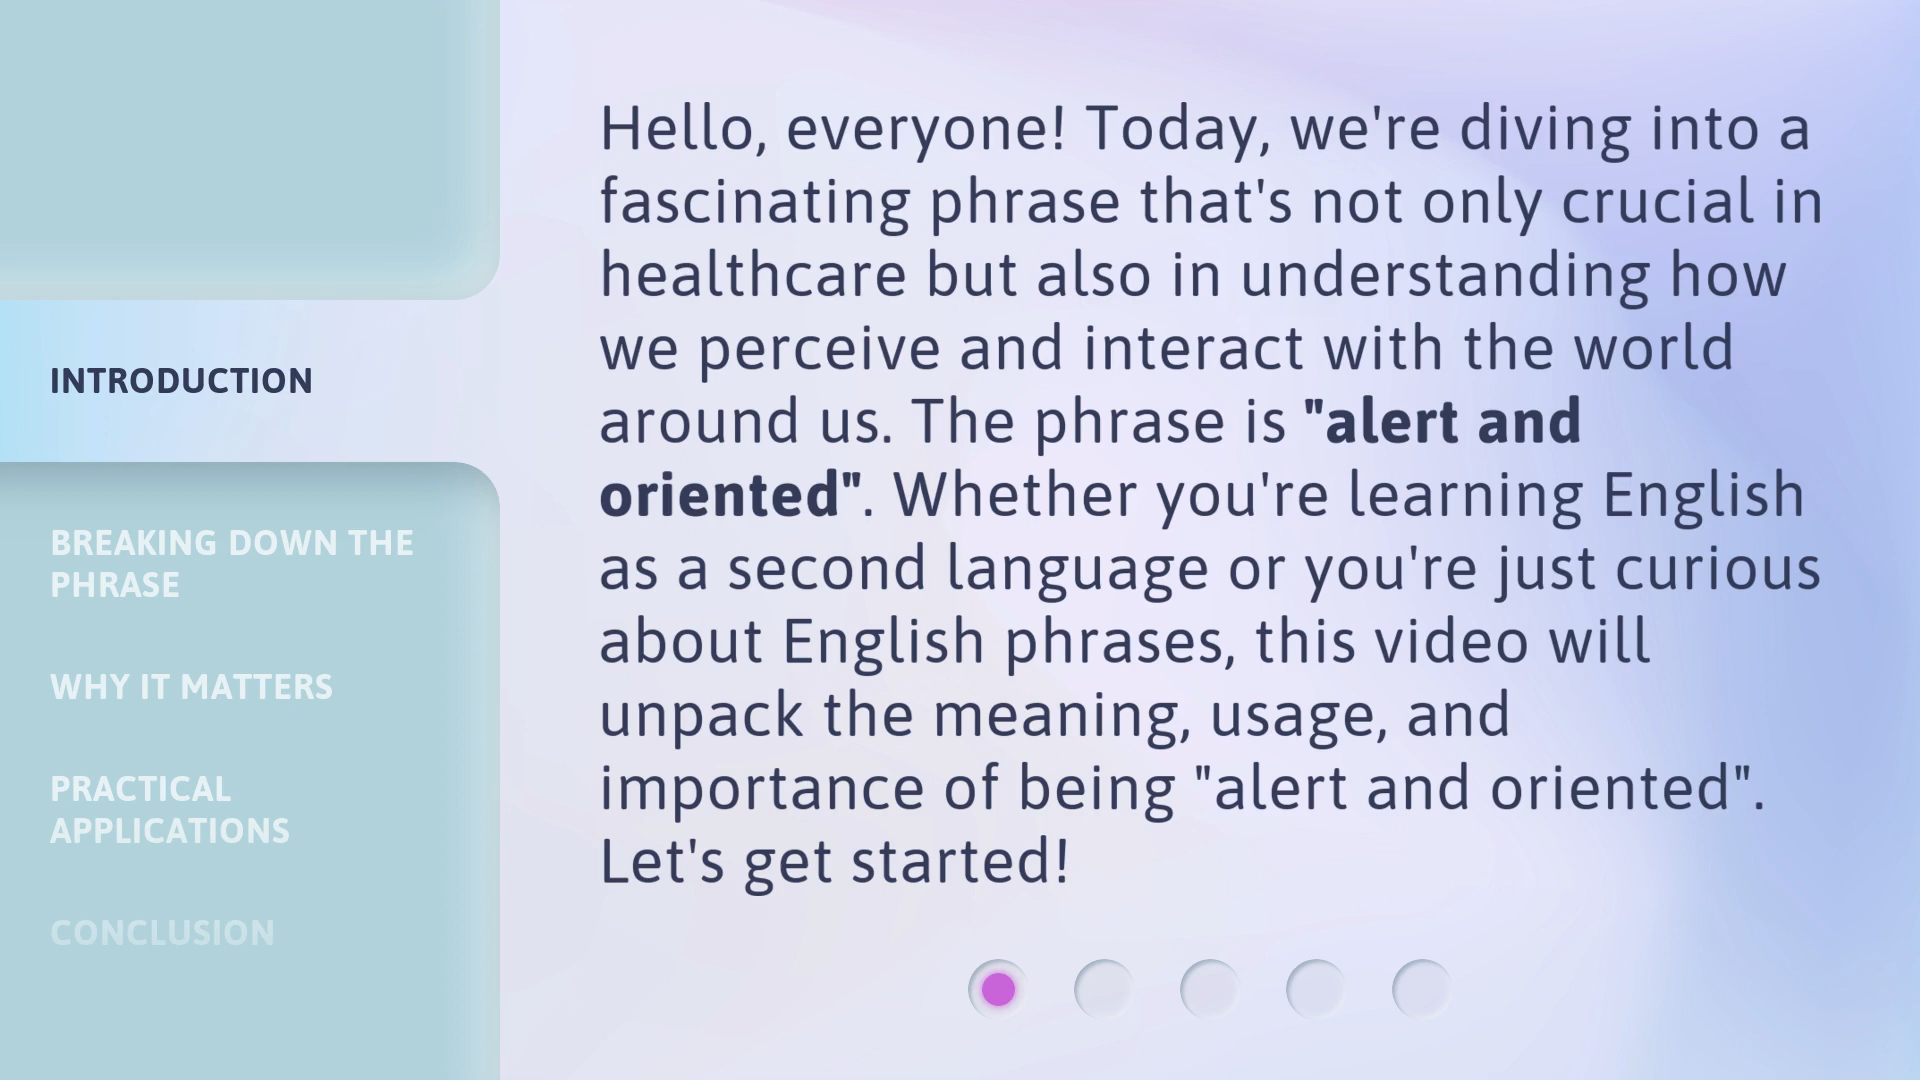 INTRODUCTION
BREAKING DOWN THE
PHRASE
WHY IT MATTERS
PRACTICAL
APPLICATIONS
CONCLUSION
Hello, everyone! Today, we're diving into a
fascinating phrase that's not only crucial in
healthcare but also in understanding how
we perceive and interact with the world
around us. The phrase is "alert and
oriented". Whether you're learning English
as a second language or you're just curious
about English phrases, this video will
unpack the meaning, usage, and
importance of being "alert and oriented".
Let's get started!